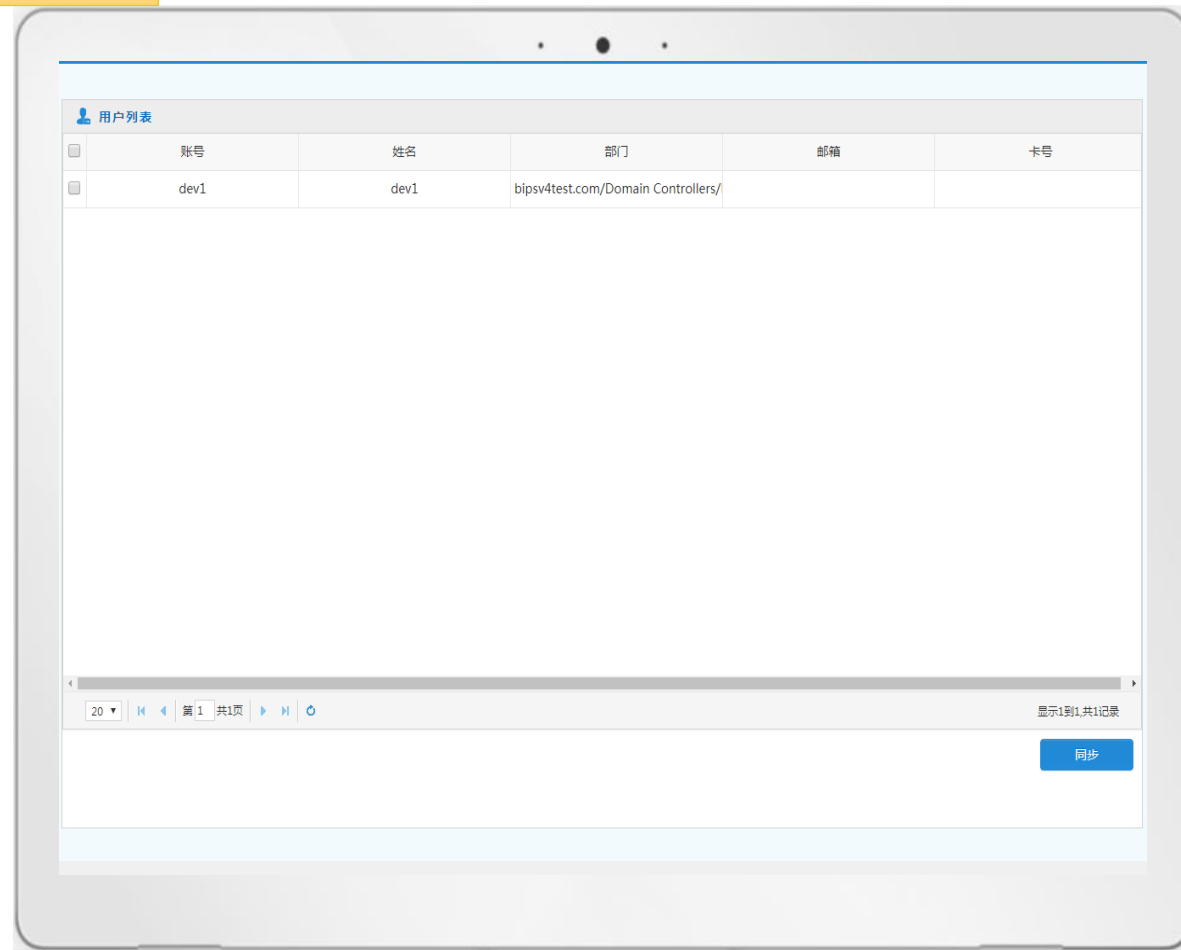 用户列表
账号 姓名 部门 邮箱 卡号
dev1 dev1 bipsv4test.com/Domain Controllers/
20 第 1 共1页 显示1到1,共1记录
同步